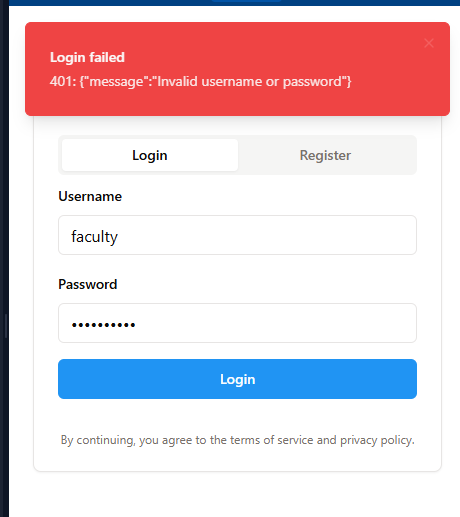 Login failed
401: {"message":"Invalid username or password"}
Login Register
Username
faculty
Password
••••••••••
Login
By continuing, you agree to the terms of service and privacy policy.